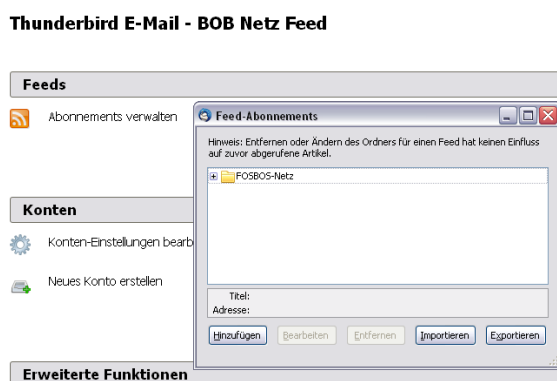 Thunderbird E-Mail - BOB Netz Feed
Feeds
Abonnements verwalten
Feed-Abonnements
Hinweis: Entfernen oder Ändern des Ordners für einen Feed hat keinen Einfluss
auf zuvor abgerufene Artikel.
FOSBOS-Netz
Konten
Konten-Einstellungen bearb
Neues Konto erstellen
Titel:
Adresse:
Hinzufügen Bearbeiten Entfernen Importieren Exportieren
Erweiterte Funktionen